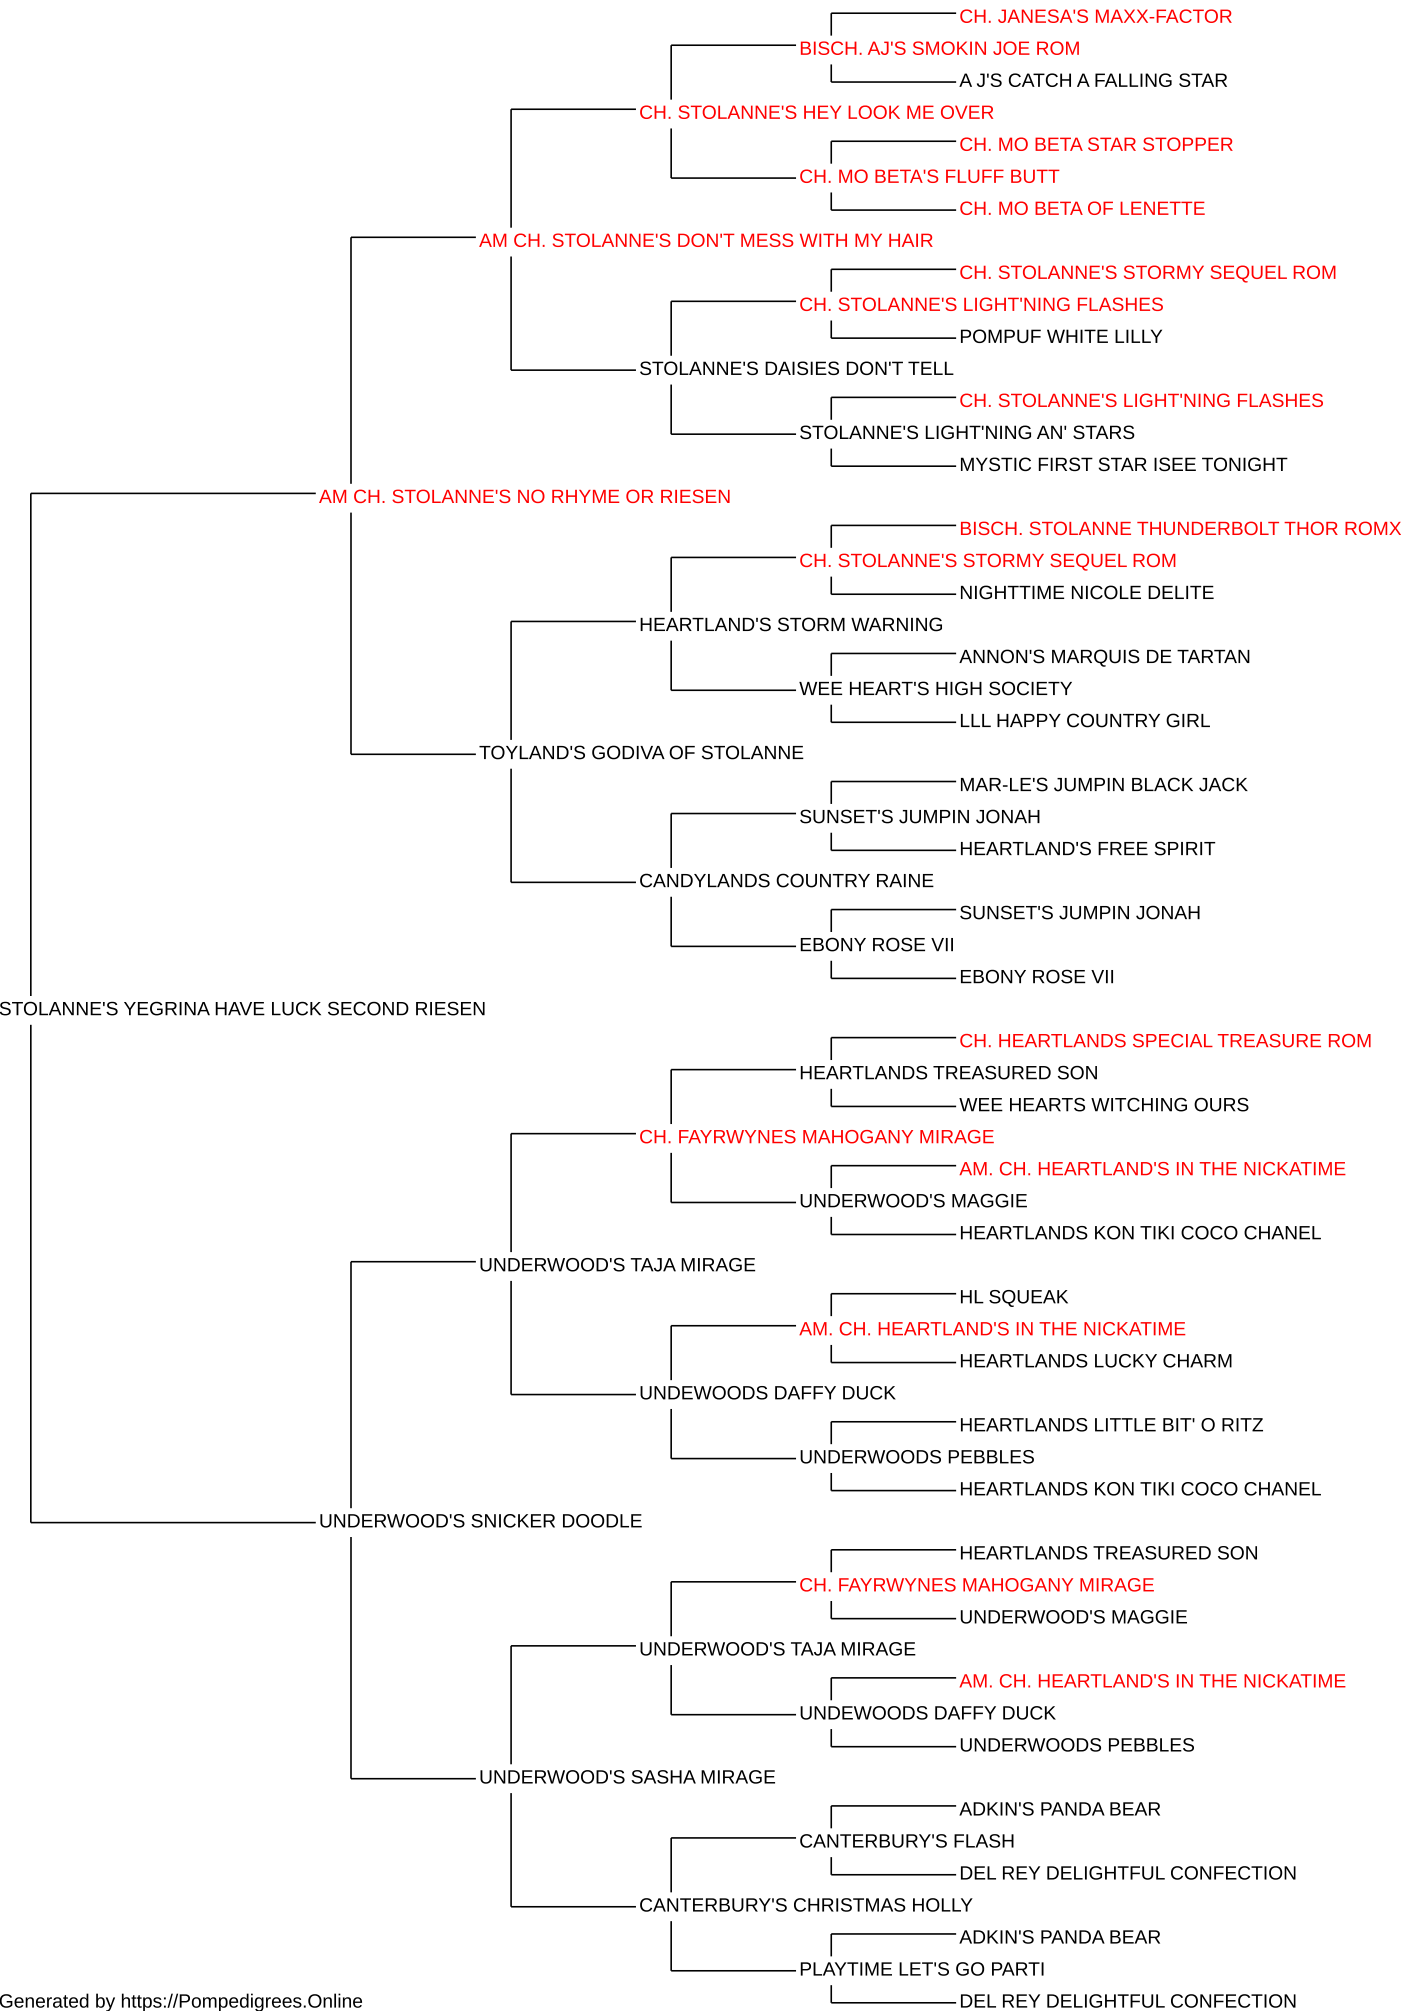 CH. JANESA'S MAXX-FACTOR
BISCH. AJ'S SMOKIN JOE ROM
A J'S CATCH A FALLING STAR
CH. STOLANNE'S HEY LOOK ME OVER
CH. MO BETA STAR STOPPER
CH. MO BETA'S FLUFF BUTT
CH. MO BETA OF LENETTE
AM CH. STOLANNE'S DON'T MESS WITH MY HAIR
CH. STOLANNE'S STORMY SEQUEL ROM
CH. STOLANNE'S LIGHT'NING FLASHES
POMPUF WHITE LILLY
STOLANNE'S DAISIES DON'T TELL
CH. STOLANNE'S LIGHT'NING FLASHES
STOLANNE'S LIGHT'NING AN' STARS
MYSTIC FIRST STAR ISEE TONIGHT
AM CH. STOLANNE'S NO RHYME OR RIESEN
BISCH. STOLANNE THUNDERBOLT THOR ROMX
CH. STOLANNE'S STORMY SEQUEL ROM
NIGHTTIME NICOLE DELITE
HEARTLAND'S STORM WARNING
ANNON'S MARQUIS DE TARTAN
WEE HEART'S HIGH SOCIETY
LLL HAPPY COUNTRY GIRL
TOYLAND'S GODIVA OF STOLANNE
MAR-LE'S JUMPIN BLACK JACK
SUNSET'S JUMPIN JONAH
HEARTLAND'S FREE SPIRIT
CANDYLANDS COUNTRY RAINE
SUNSET'S JUMPIN JONAH
EBONY ROSE VII
EBONY ROSE VII
STOLANNE'S YEGRINA HAVE LUCK SECOND RIESEN
CH. HEARTLANDS SPECIAL TREASURE ROM
HEARTLANDS TREASURED SON
WEE HEARTS WITCHING OURS
CH. FAYRWYNES MAHOGANY MIRAGE
AM. CH. HEARTLAND'S IN THE NICKATIME
UNDERWOOD'S MAGGIE
HEARTLANDS KON TIKI COCO CHANEL
UNDERWOOD'S TAJA MIRAGE
HL SQUEAK
AM. CH. HEARTLAND'S IN THE NICKATIME
HEARTLANDS LUCKY CHARM
UNDEWOODS DAFFY DUCK
HEARTLANDS LITTLE BIT' O RITZ
UNDERWOODS PEBBLES
HEARTLANDS KON TIKI COCO CHANEL
UNDERWOOD'S SNICKER DOODLE
HEARTLANDS TREASURED SON
CH. FAYRWYNES MAHOGANY MIRAGE
UNDERWOOD'S MAGGIE
UNDERWOOD'S TAJA MIRAGE
AM. CH. HEARTLAND'S IN THE NICKATIME
UNDEWOODS DAFFY DUCK
UNDERWOODS PEBBLES
UNDERWOOD'S SASHA MIRAGE
ADKIN'S PANDA BEAR
CANTERBURY'S FLASH
DEL REY DELIGHTFUL CONFECTION
CANTERBURY'S CHRISTMAS HOLLY
ADKIN'S PANDA BEAR
PLAYTIME LET'S GO PARTI
DEL REY DELIGHTFUL CONFECTION
Generated by https://Pompedigrees.Online